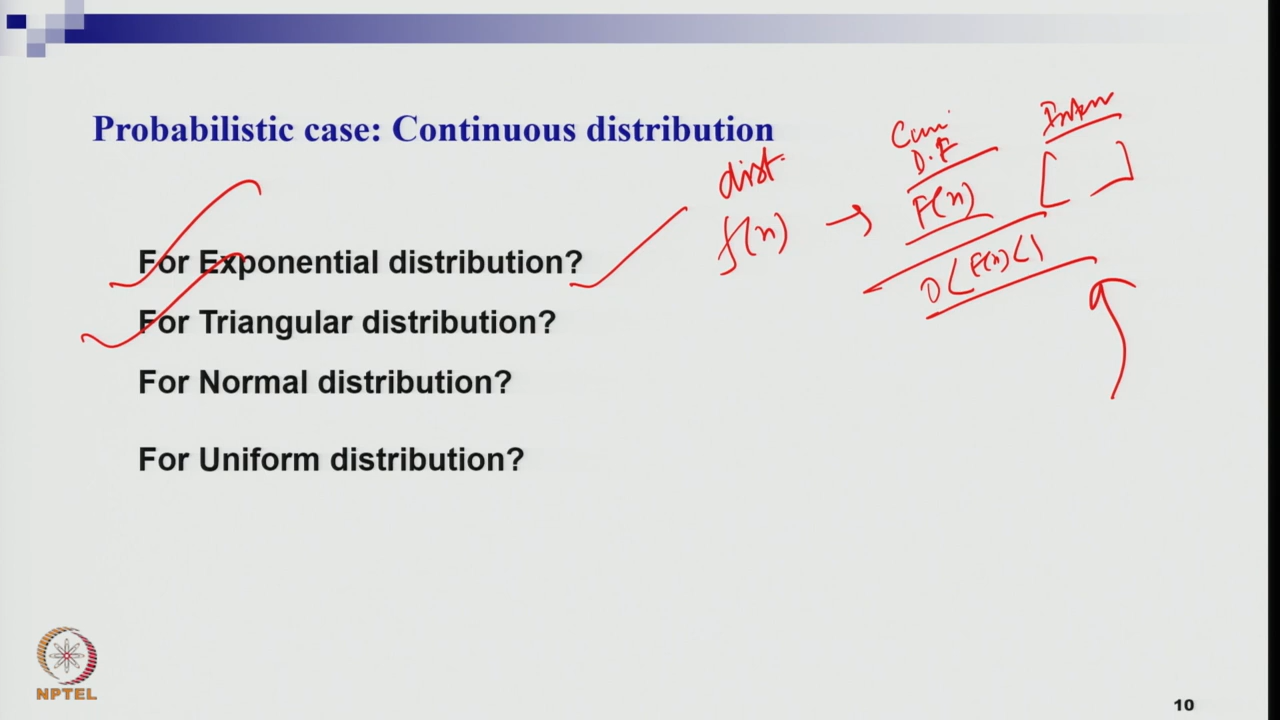 Probabilistic case: Continuous distribution
Cum.
D.F
dist.
f(x) → F(x) [ ]
0 < F(x) < 1
For Exponential distribution?
For Triangular distribution?
For Normal distribution?
For Uniform distribution?
NPTEL
10